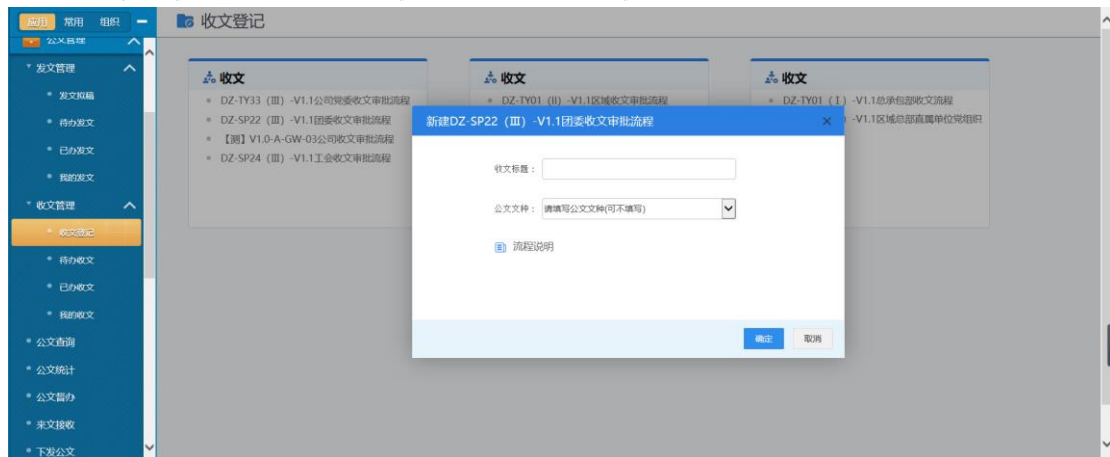 应用 常用 组织
收文登记
公文管理
发文管理
发文拟稿
待办发文
已办发文
我的发文
收文管理
收文登记
待办收文
已办收文
我的收文
公文查询
公文统计
公文督办
来文接收
下发公文
收文
DZ-TY33 (Ⅲ) -V1.1公司党委收文审批流程
DZ-SP22 (Ⅲ) -V1.1团委收文审批流程
【测】V1.0-A-GW-03公司收文审批流程
DZ-SP24 (Ⅲ) -V1.1工会收文审批流程
收文
DZ-TY01 (II) -V1.1区域收文审批流程
收文
DZ-TY01 (Ⅰ) -V1.1总承包部收文流程
-V1.1区域总部直属单位党组织
新建DZ-SP22 (Ⅲ) -V1.1团委收文审批流程 ×
收文标题：
公文文种： 请填写公文文种(可不填写)
流程说明
确定 取消